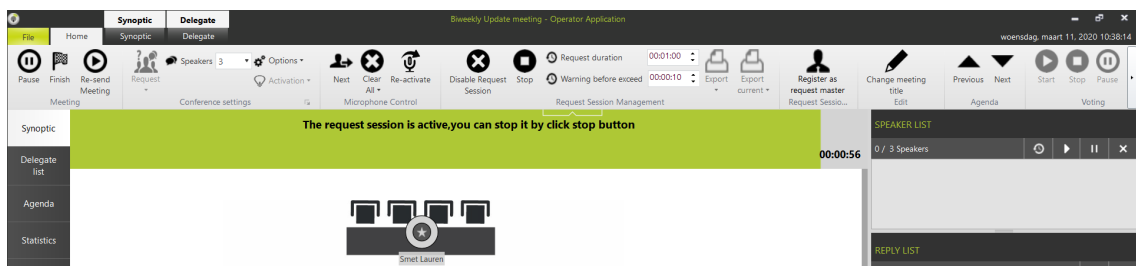 Synoptic Delegate
Biweekly Update meeting - Operator Application
File Home Synoptic Delegate
woensdag, maart 11, 2020 10:38:14
Pause Finish Re-send Meeting
Request
Speakers 3
Options
Activation
Next Clear All Re-activate
Disable Request Session
Stop
Request duration 00:01:00
Warning before exceed 00:00:10
Export
Export current
Register as request master
Change meeting title
Previous Next
Start Stop Pause
Meeting
Conference settings
Microphone Control
Request Session Management
Request Sessio...
Edit
Agenda
Voting
Synoptic
Delegate list
Agenda
Statistics
The request session is active,you can stop it by click stop button
00:00:56
Smet Lauren
SPEAKER LIST
0 / 3 Speakers
REPLY LIST